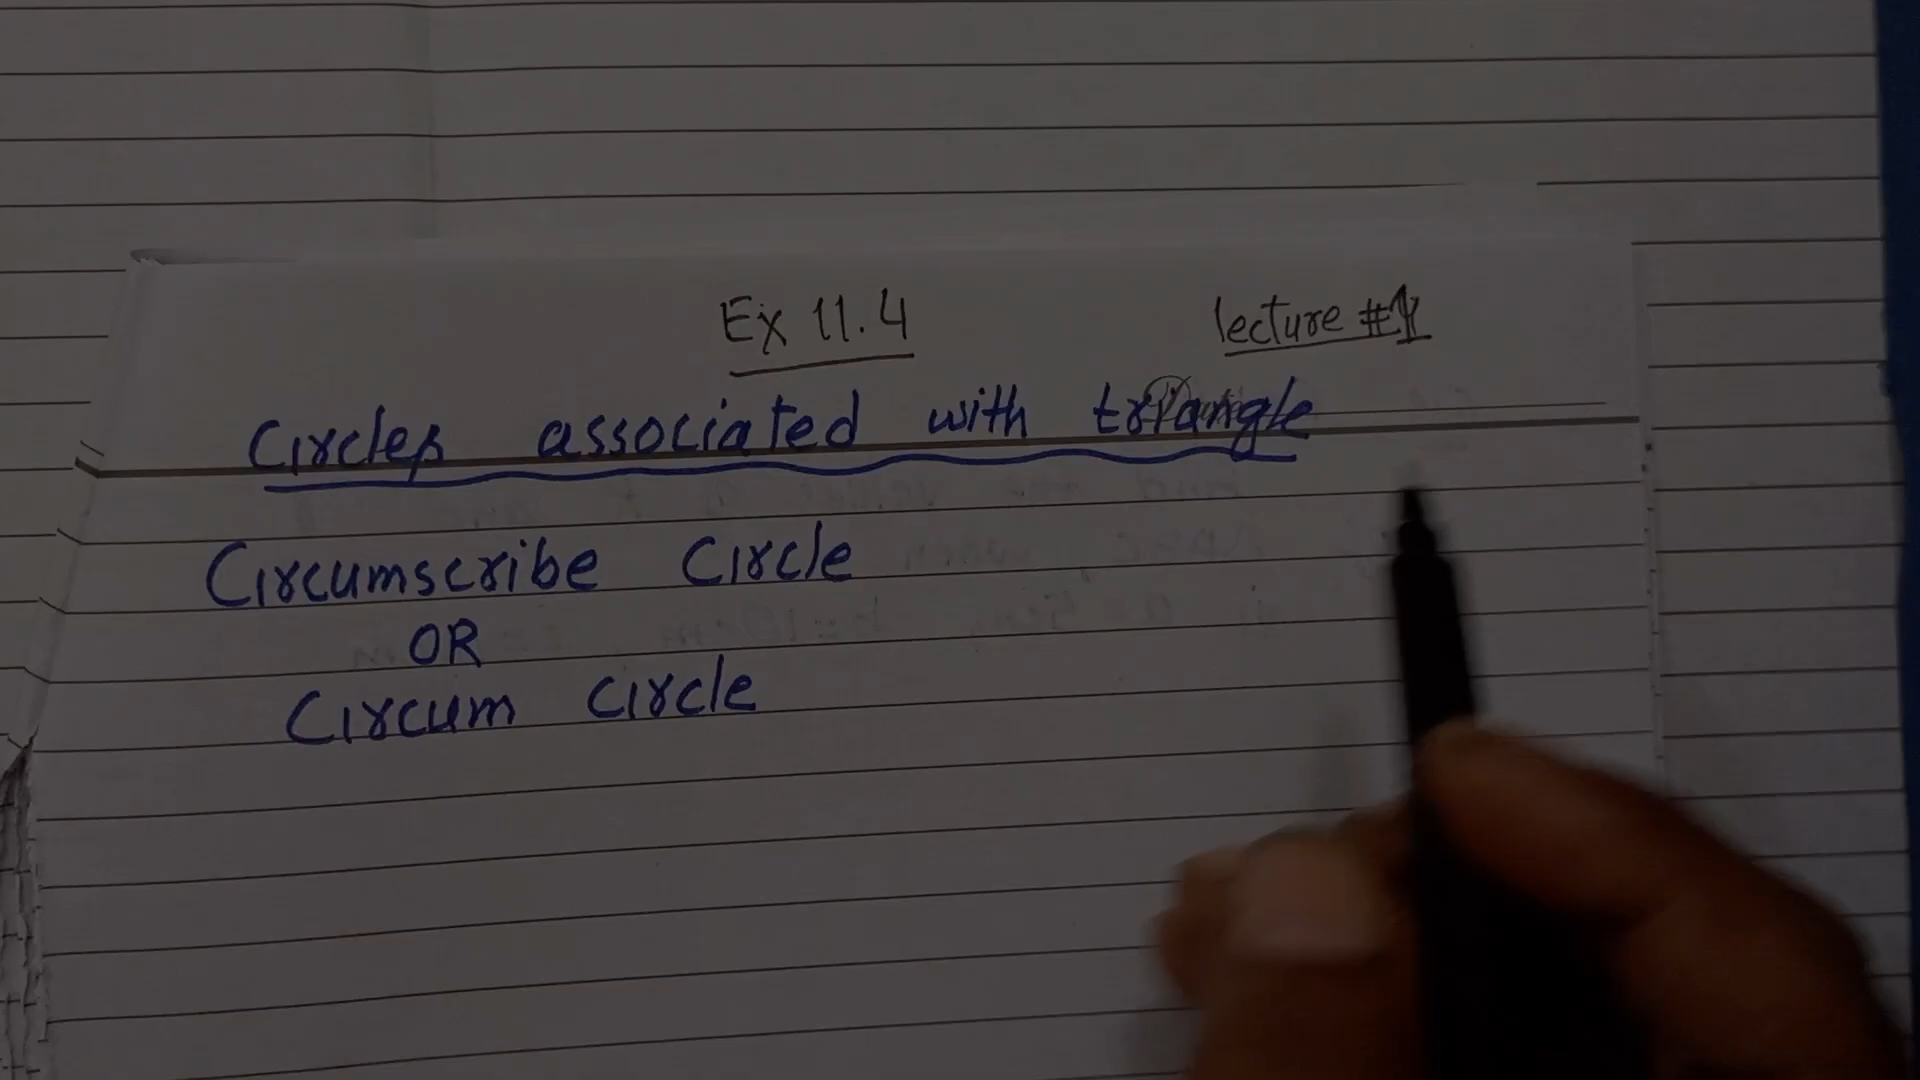 Ex 11.4 lecture #1
Circles associated with triangle
Circumscribe Circle
OR
Circum circle